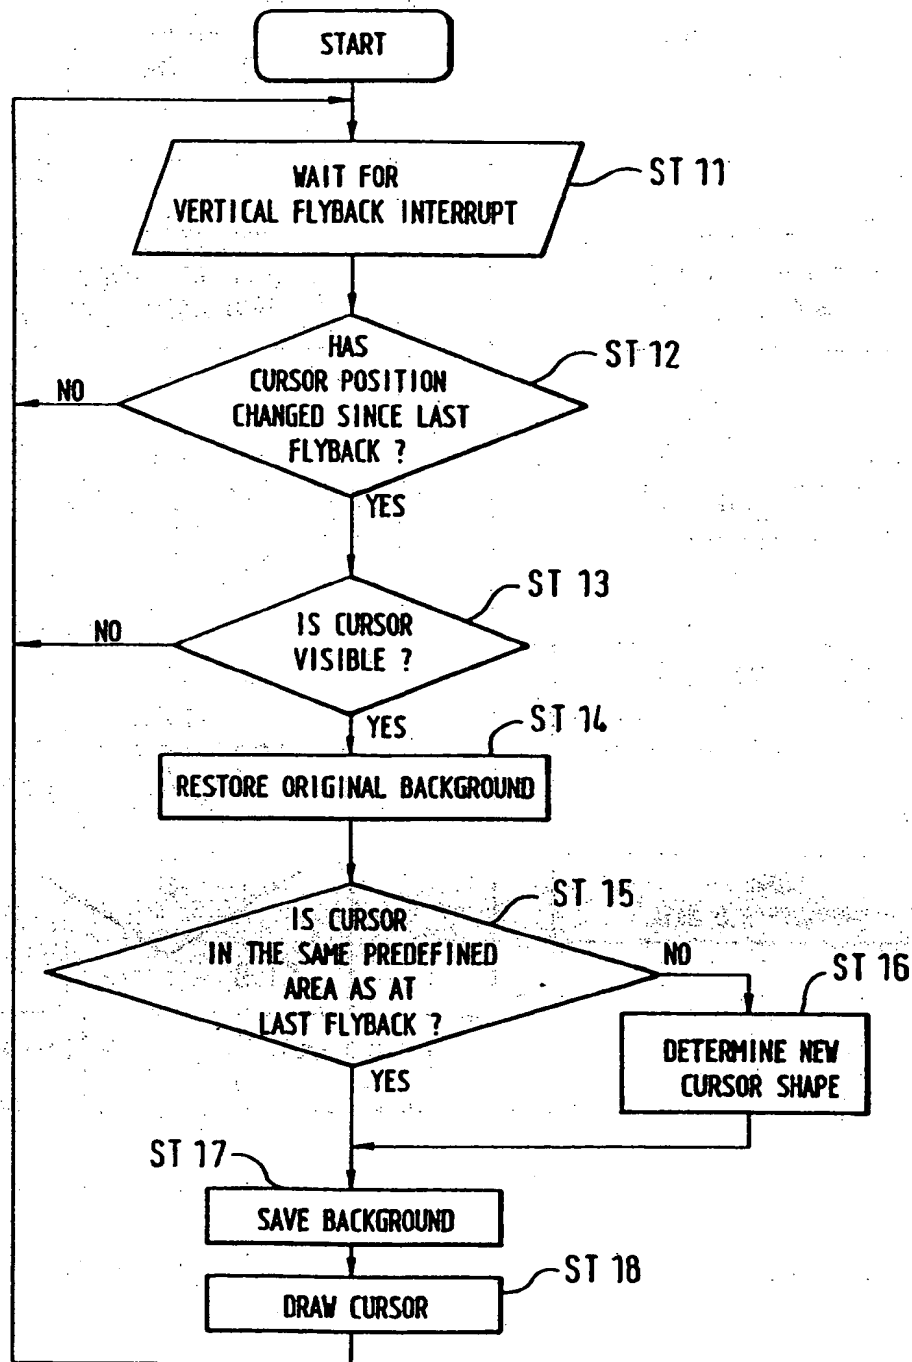 START
WAIT FOR
VERTICAL FLYBACK INTERRUPT
ST 11
HAS
CURSOR POSITION
CHANGED SINCE LAST
FLYBACK ?
ST 12
NO
YES
IS CURSOR
VISIBLE ?
ST 13
NO
YES
ST 14
RESTORE ORIGINAL BACKGROUND
IS CURSOR
IN THE SAME PREDEFINED
AREA AS AT
LAST FLYBACK ?
ST 15
NO
ST 16
DETERMINE NEW
CURSOR SHAPE
YES
ST 17
SAVE BACKGROUND
ST 18
DRAW CURSOR